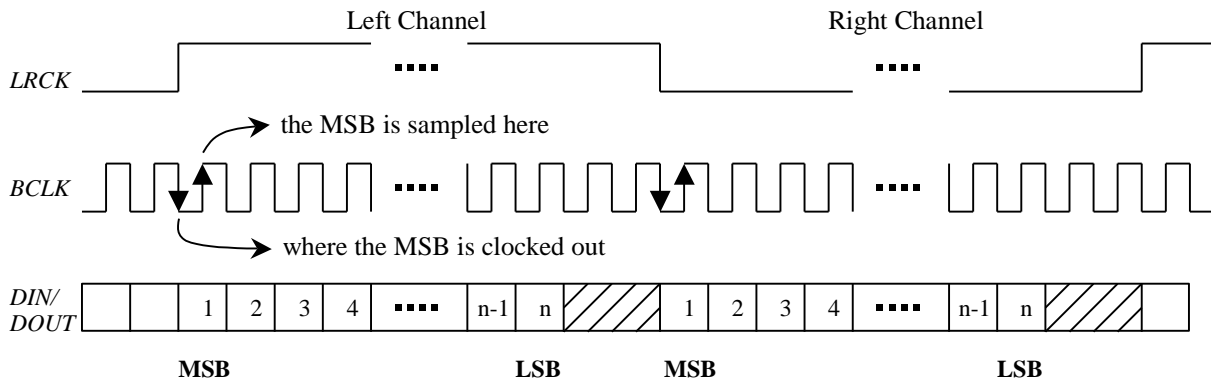 Left Channel Right Channel
LRCK
the MSB is sampled here
BCLK
where the MSB is clocked out
DIN/
DOUT
1 2 3 4 n-1 n 1 2 3 4 n-1 n
MSB LSB MSB LSB